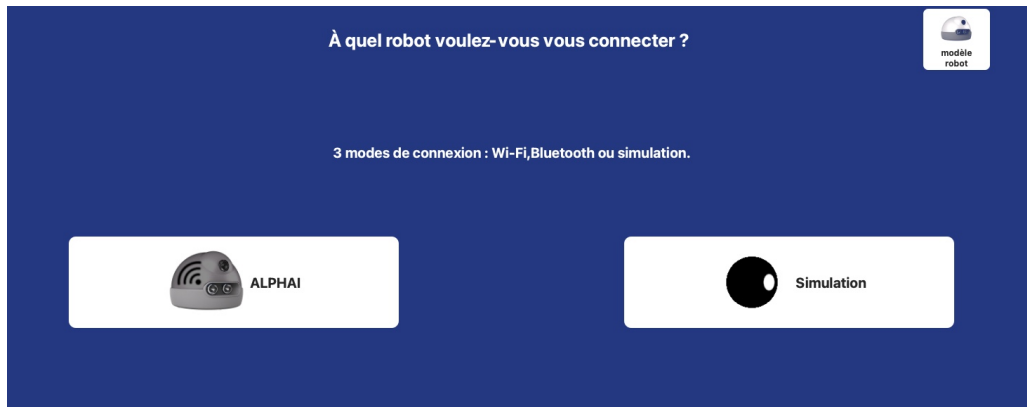 À quel robot voulez-vous vous connecter ?
modèle
robot
3 modes de connexion : Wi-Fi,Bluetooth ou simulation.
ALPHAI
Simulation